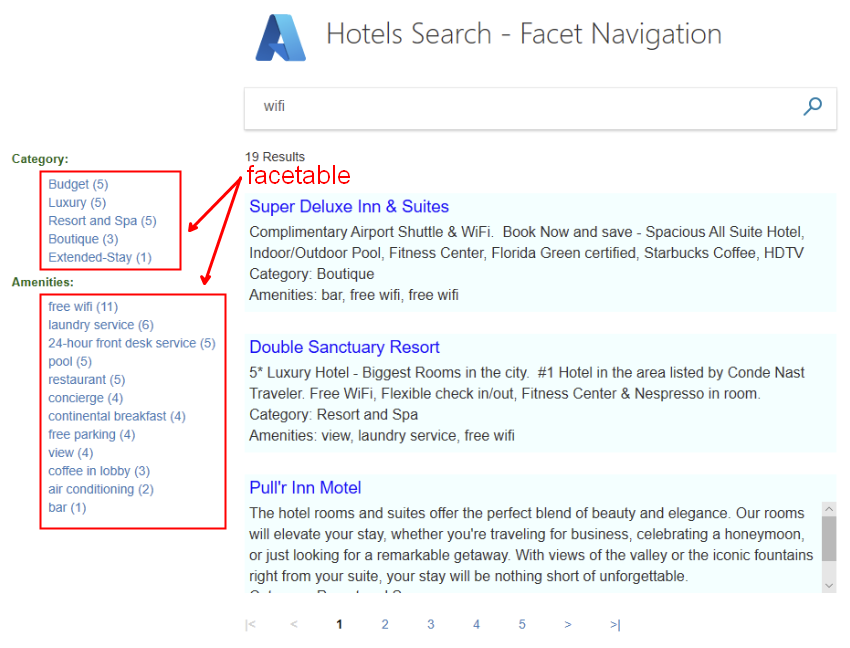 Hotels Search - Facet Navigation
wifi
Category:
Budget (5)
Luxury (5)
Resort and Spa (5)
Boutique (3)
Extended-Stay (1)
Amenities:
free wifi (11)
laundry service (6)
24-hour front desk service (5)
pool (5)
restaurant (5)
concierge (4)
continental breakfast (4)
free parking (4)
view (4)
coffee in lobby (3)
air conditioning (2)
bar (1)
19 Results
facetable
Super Deluxe Inn & Suites
Complimentary Airport Shuttle & WiFi.  Book Now and save - Spacious All Suite Hotel,
Indoor/Outdoor Pool, Fitness Center, Florida Green certified, Starbucks Coffee, HDTV
Category: Boutique
Amenities: bar, free wifi, free wifi
Double Sanctuary Resort
5* Luxury Hotel - Biggest Rooms in the city.  #1 Hotel in the area listed by Conde Nast
Traveler. Free WiFi, Flexible check in/out, Fitness Center & Nespresso in room.
Category: Resort and Spa
Amenities: view, laundry service, free wifi
Pull'r Inn Motel
The hotel rooms and suites offer the perfect blend of beauty and elegance. Our rooms
will elevate your stay, whether you're traveling for business, celebrating a honeymoon,
or just looking for a remarkable getaway. With views of the valley or the iconic fountains
right from your suite, your stay will be nothing short of unforgettable.
|< < 1 2 3 4 5 > >|